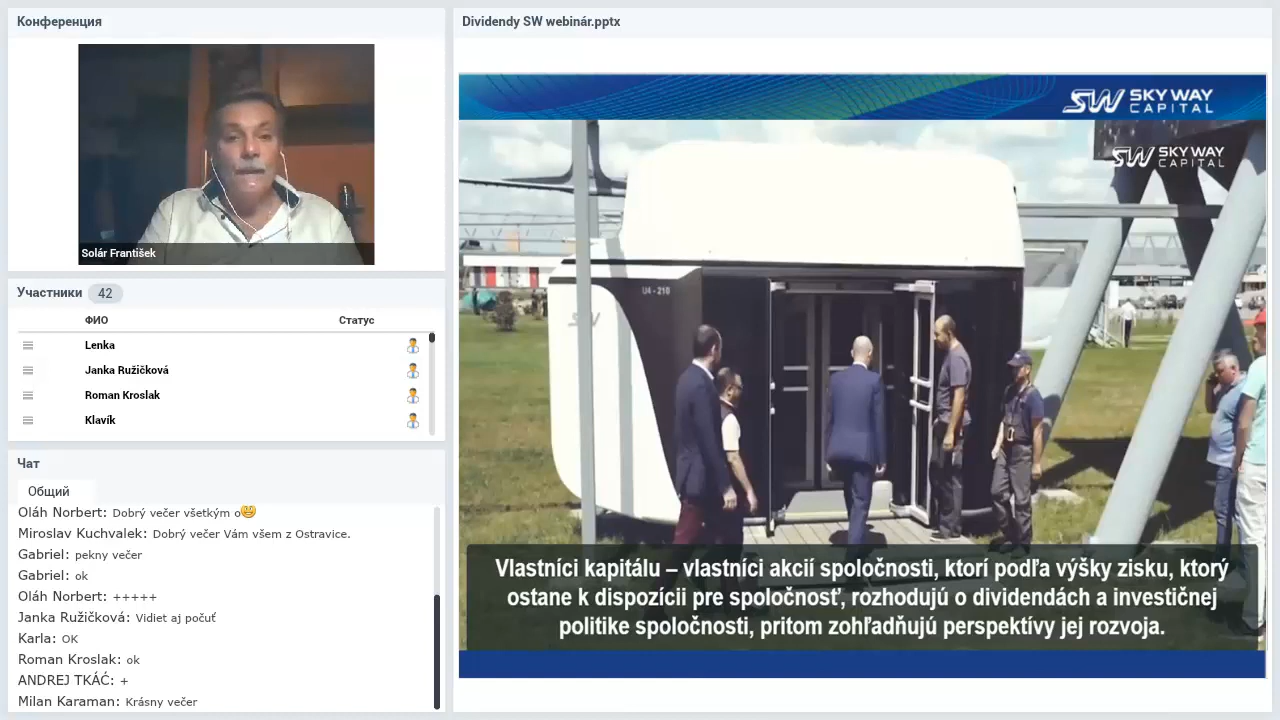 Конференция
Solár František
Участники 42
ФИО Статус
Lenka
Janka Ružičková
Roman Kroslak
Klavík
Чат
Общий
Oláh Norbert: Dobrý večer všetkým o
Miroslav Kuchvalek: Dobrý večer Vám všem z Ostravice.
Gabriel: pekny večer
Gabriel: ok
Oláh Norbert: +++++
Janka Ružičková: Vidiet aj počuť
Karla: OK
Roman Kroslak: ok
ANDREJ TKÁČ: +
Milan Karaman: Krásny večer
Dividendy SW webinár.pptx
SW SKY WAY
CAPITAL
SW SKY WAY
CAPITAL
U4-210
SW
Vlastníci kapitálu – vlastníci akcií spoločnosti, ktorí podľa výšky zisku, ktorý
ostane k dispozícii pre spoločnosť, rozhodujú o dividendách a investičnej
politike spoločnosti, pritom zohľadňujú perspektívy jej rozvoja.